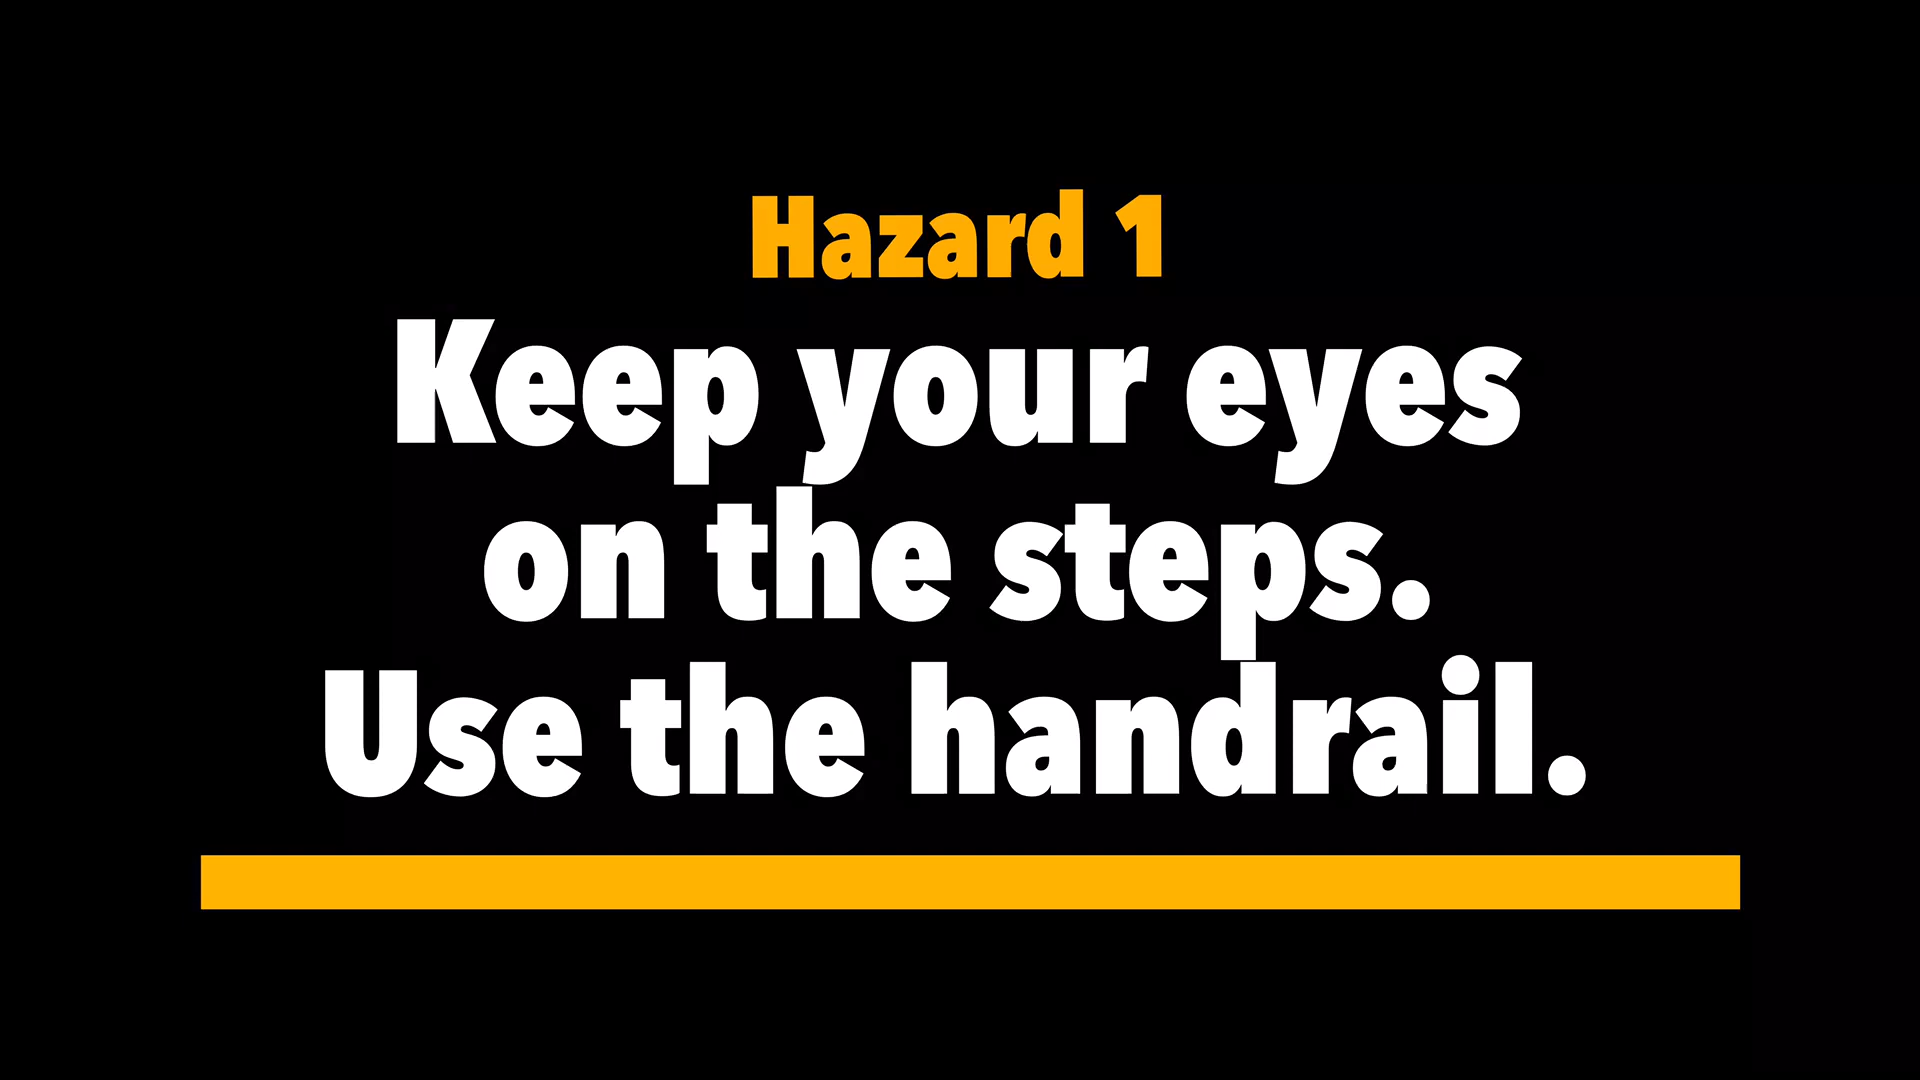 Hazard 1
Keep your eyes
on the steps.
Use the handrail.